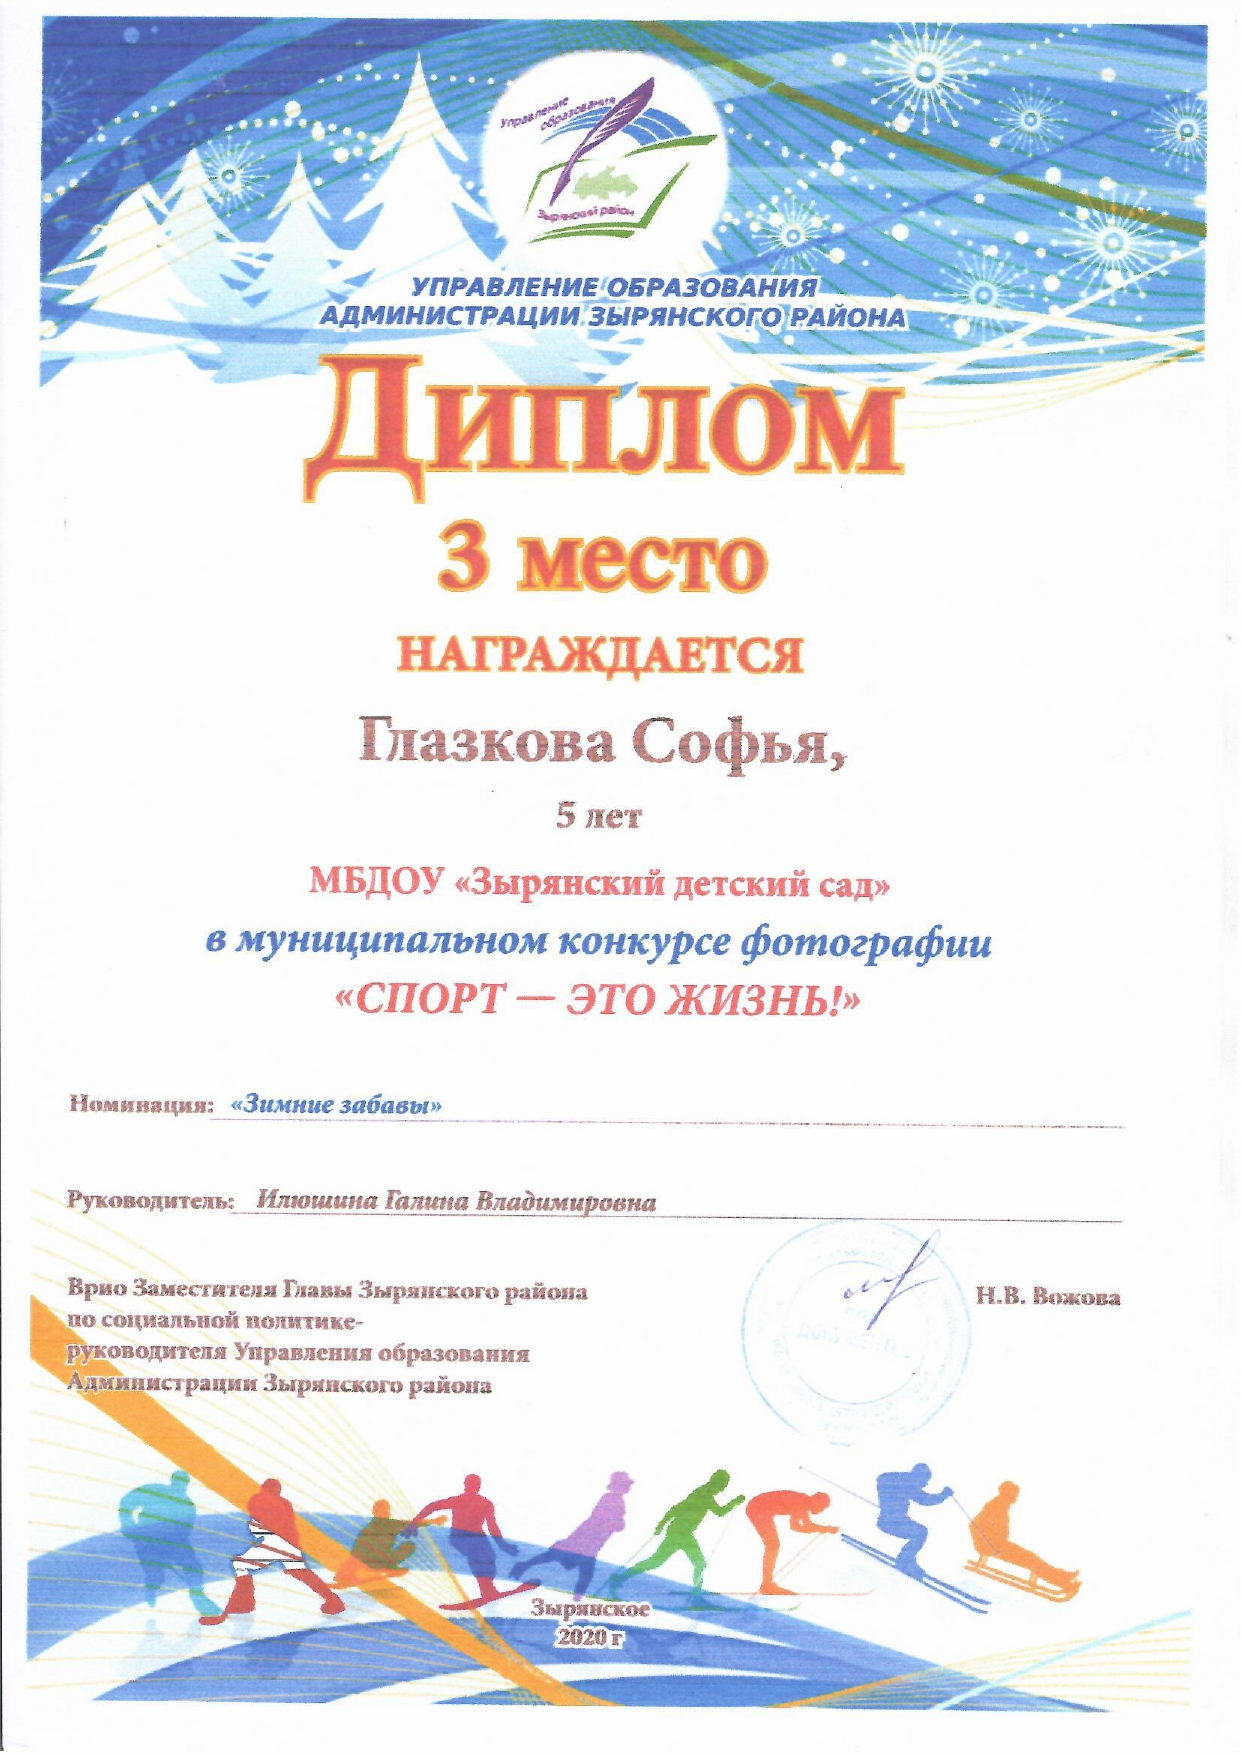 Управление
образования
Зырянский район
УПРАВЛЕНИЕ ОБРАЗОВАНИЯ
АДМИНИСТРАЦИИ ЗЫРЯНСКОГО РАЙОНА
Диплом
3 место
НАГРАЖДАЕТСЯ
Глазкова Софья,
5 лет
МБДОУ «Зырянский детский сад»
в муниципальном конкурсе фотографии
«СПОРТ — ЭТО ЖИЗНЬ!»
Номинация: «Зимние забавы»
Руководитель: Илюшина Галина Владимировна
Врио Заместителя Главы Зырянского района
по социальной политике-
руководителя Управления образования
Администрации Зырянского района
Н.В. Вожова
Зырянское
2020 г